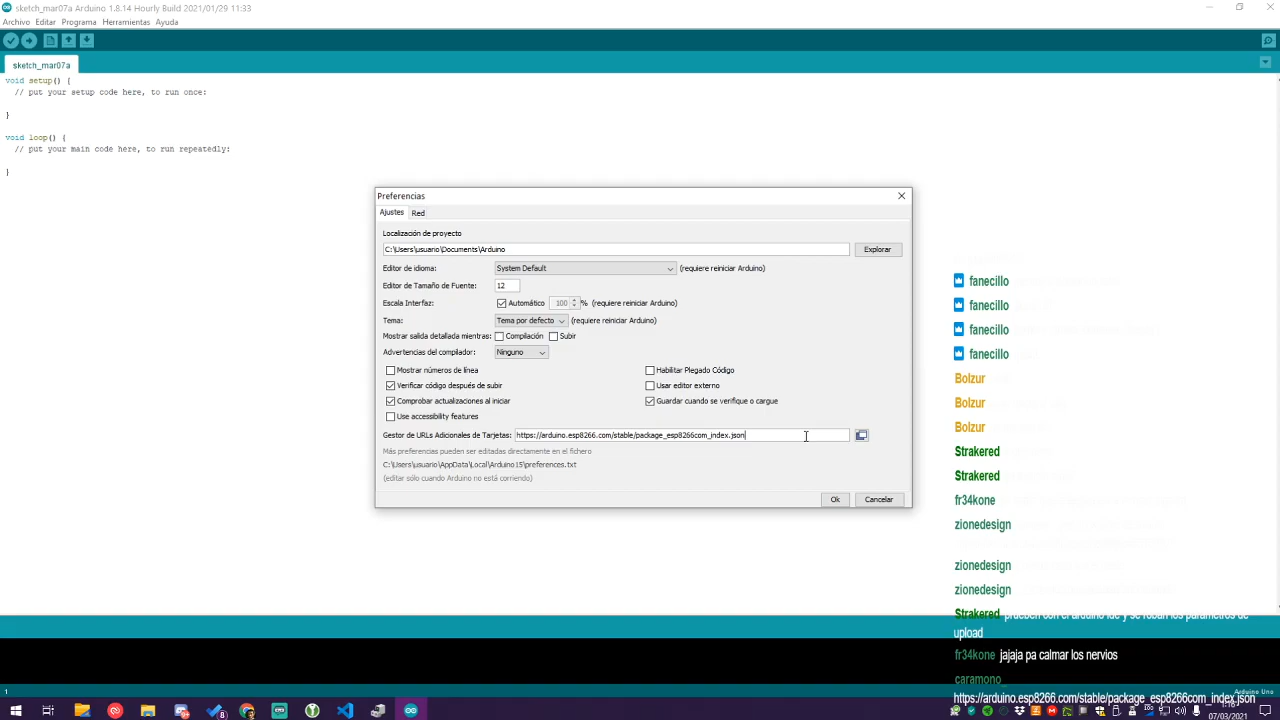 sketch_mar07a Arduino 1.8.14 Hourly Build 2021/01/29 11:33
Archivo Editar Programa Herramientas Ayuda
sketch_mar07a
void setup() {
// put your setup code here, to run once:
}
void loop() {
// put your main code here, to run repeatedly:
}
Preferencias
Ajustes Red
Localización de proyecto
C:\Users\usuario\Documents\Arduino Explorar
Editor de idioma: System Default (requiere reiniciar Arduino)
Editor de Tamaño de Fuente: 12
Escala Interfaz: Automático 100 % (requiere reiniciar Arduino)
Tema: Tema por defecto (requiere reiniciar Arduino)
Mostrar salida detallada mientras: Compilación Subir
Advertencias del compilador: Ninguno
Mostrar números de línea Habilitar Plegado Código
Verificar código después de subir Usar editor externo
Comprobar actualizaciones al iniciar Guardar cuando se verifique o cargue
Use accessibility features
Gestor de URLs Adicionales de Tarjetas: https://arduino.esp8266.com/stable/package_esp8266com_index.json
Más preferencias pueden ser editadas directamente en el fichero
C:\Users\usuario\AppData\Local\Arduino15\preferences.txt
(editar sólo cuando Arduino no está corriendo)
Ok Cancelar
fanecillo
fanecillo
fanecillo
fanecillo
Bolzur
Bolzur
Bolzur
Strakered
Strakered
fr34kone
zionedesign
zionedesign
zionedesign
Strakered prueben con el arduino ide y se roban los parametros de
upload
fr34kone jajaja pa calmar los nervios
caramono_
https://arduino.esp8266.com/stable/package_esp8266com_index.json
1 Arduino Uno
07/03/2021